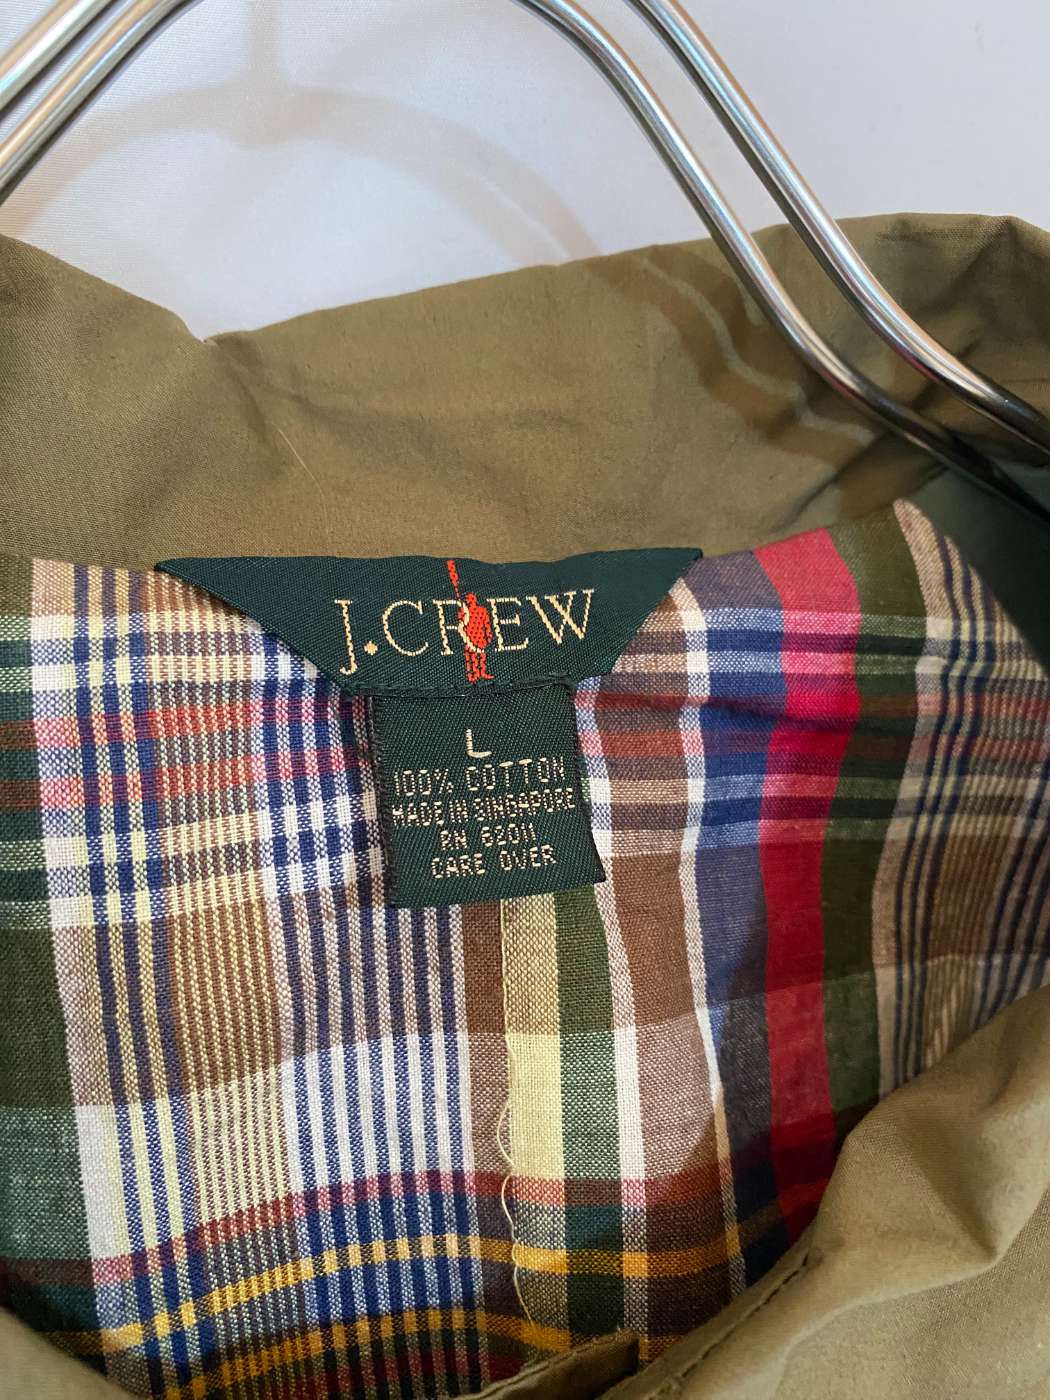 J.CREW
L
100% COTTON
MADE IN SINGAPORE
RN 62011
CARE OVER